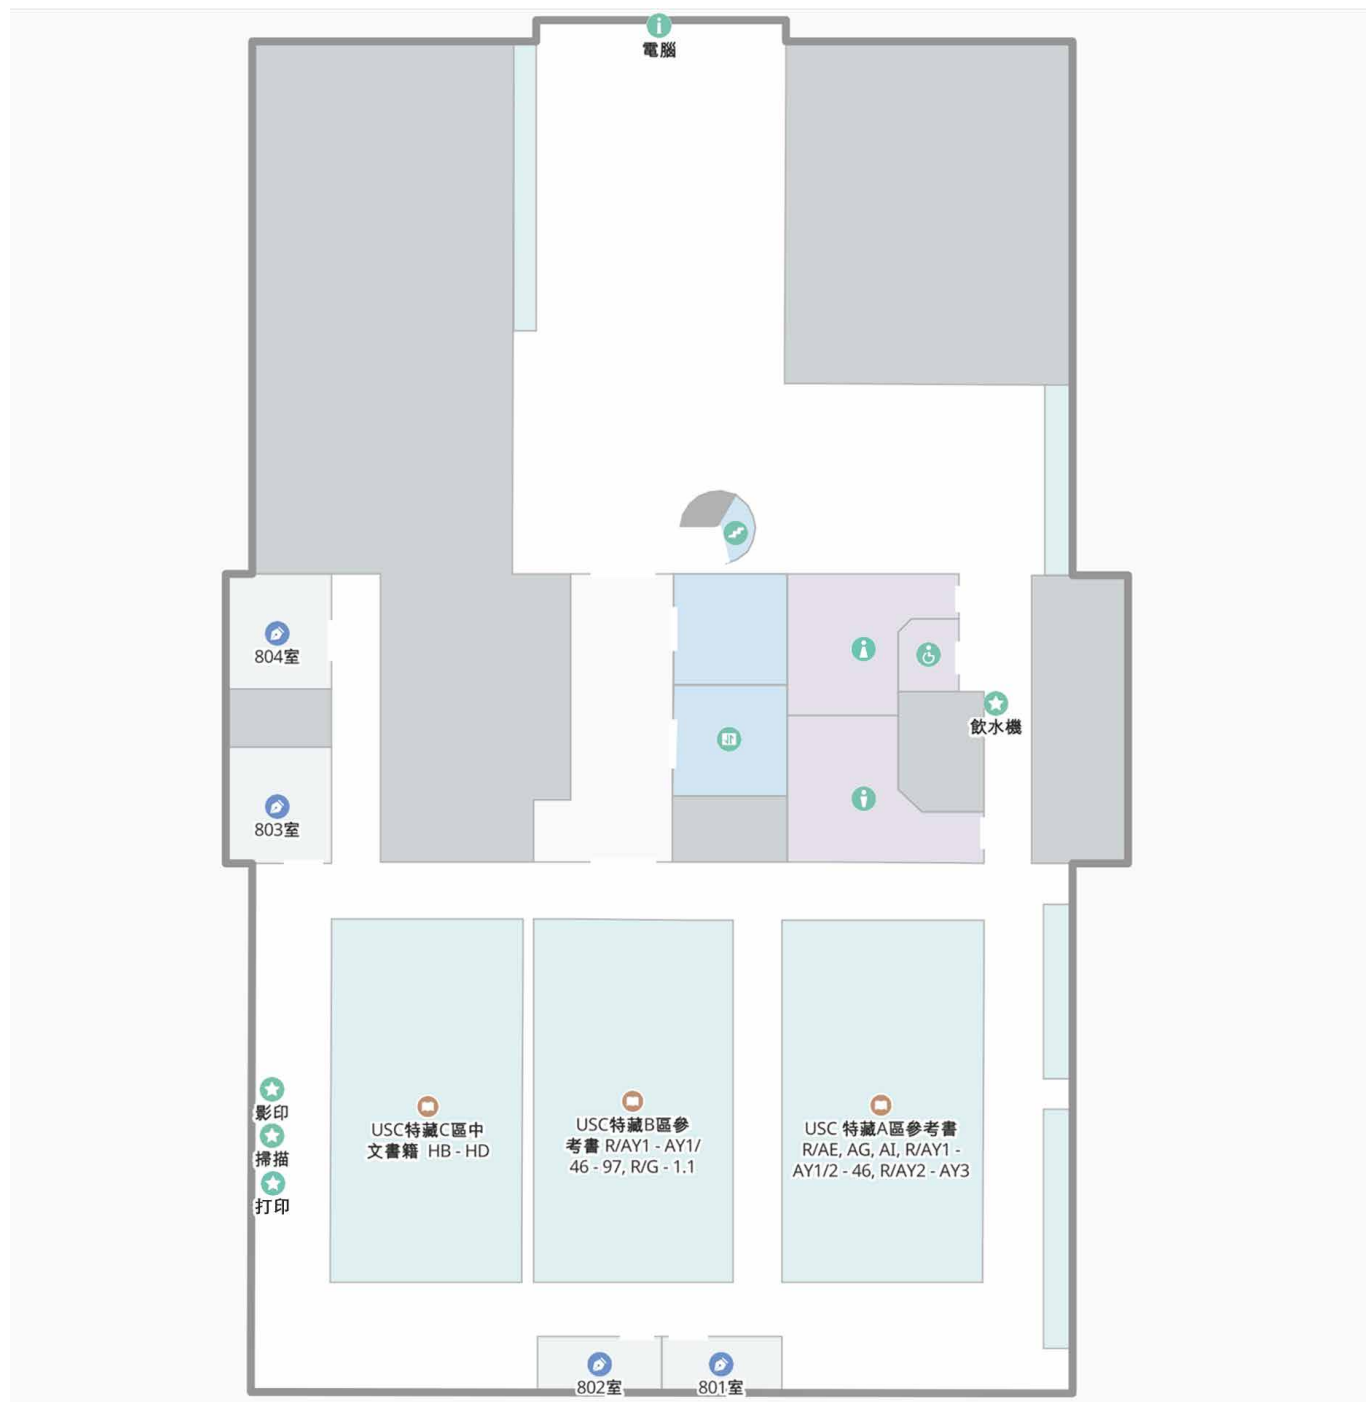 電腦
804室
飲水機
803室
影印
掃描
打印
USC特藏C區中
文書籍 HB - HD
USC特藏B區參
考書 R/AY1 - AY1/
46 - 97, R/G - 1.1
USC 特藏A區參考書
R/AE, AG, AI, R/AY1 -
AY1/2 - 46, R/AY2 - AY3
802室
801室